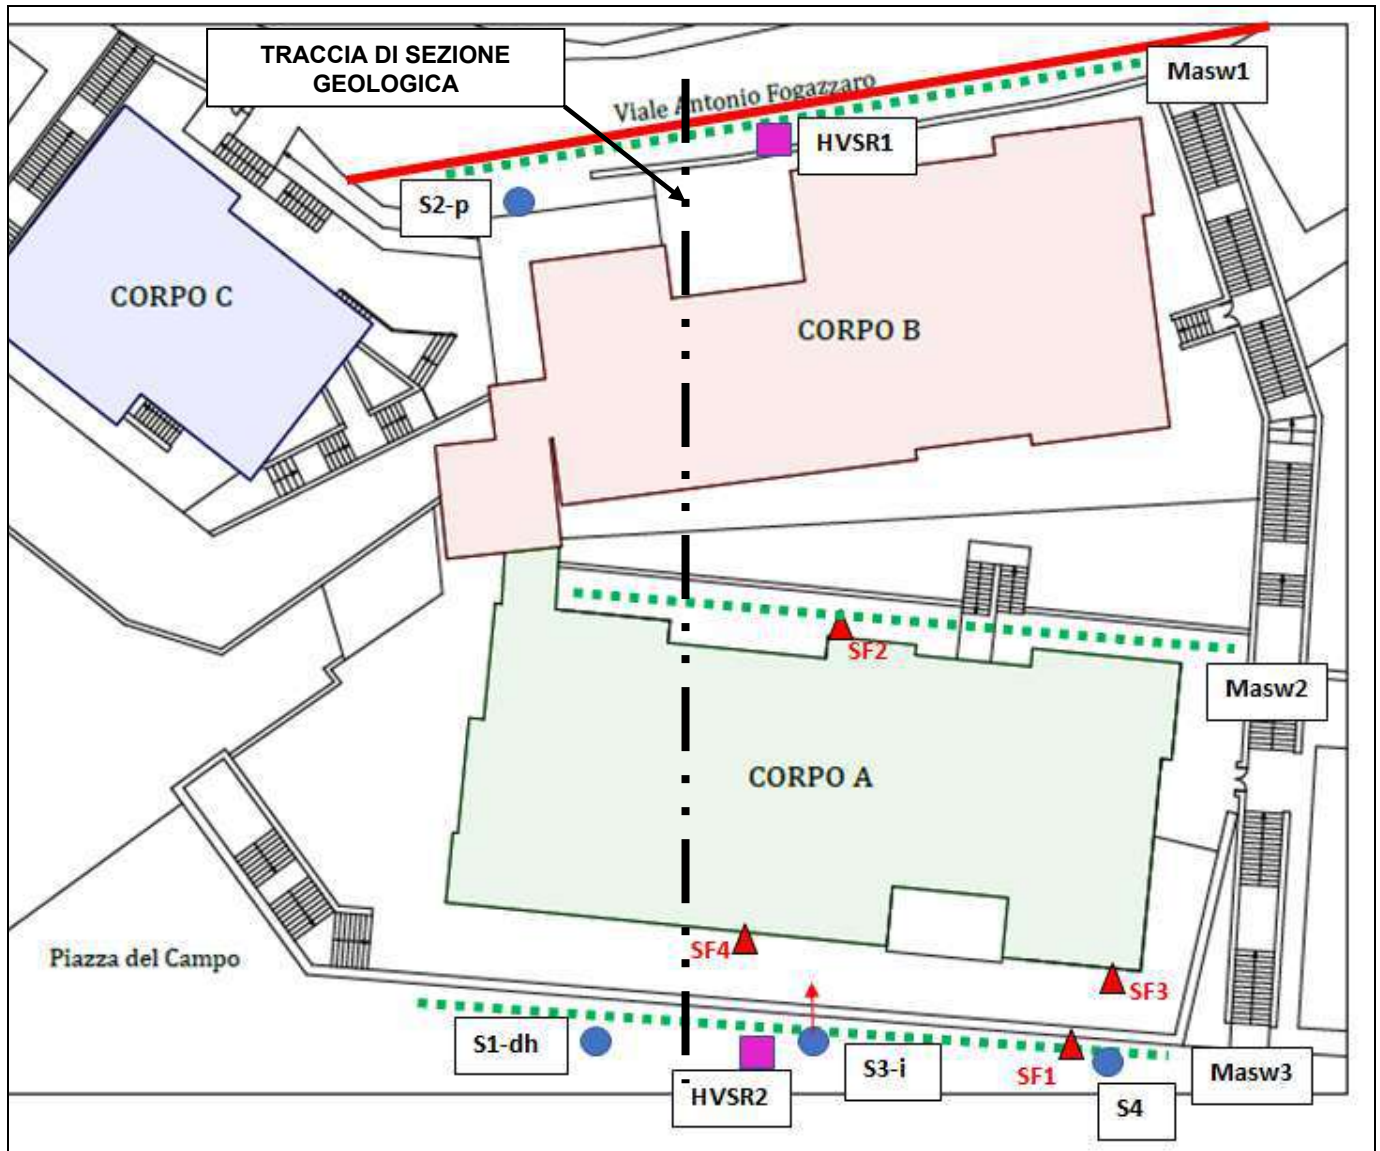 TRACCIA DI SEZIONE
GEOLOGICA
Masw1
Viale Antonio Fogazzaro
HVSR1
S2-p
CORPO C
CORPO B
SF2
Masw2
CORPO A
SF4
Piazza del Campo
SF3
S1-dh
S3-i
SF1
Masw3
HVSR2
S4